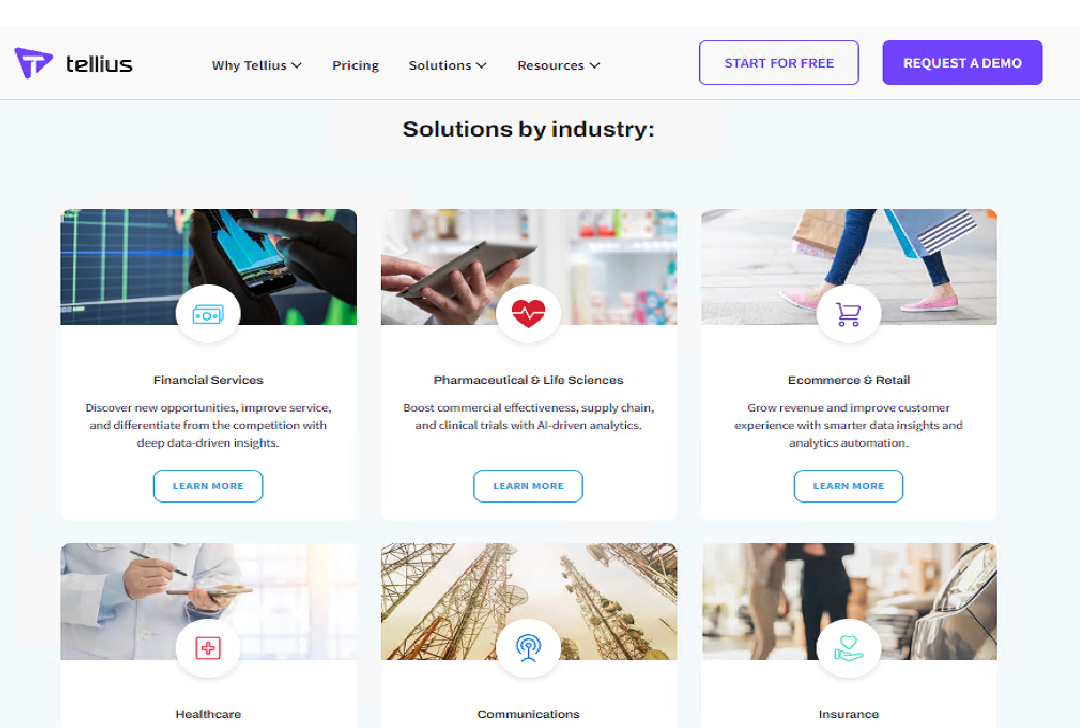 tellius
Why Tellius
Pricing
Solutions
Resources
START FOR FREE
REQUEST A DEMO
Solutions by industry:
Financial Services
Discover new opportunities, improve service,
and differentiate from the competition with
deep data-driven insights.
LEARN MORE
Pharmaceutical & Life Sciences
Boost commercial effectiveness, supply chain,
and clinical trials with AI-driven analytics.
LEARN MORE
Ecommerce & Retail
Grow revenue and improve customer
experience with smarter data insights and
analytics automation.
LEARN MORE
Healthcare
Communications
Insurance